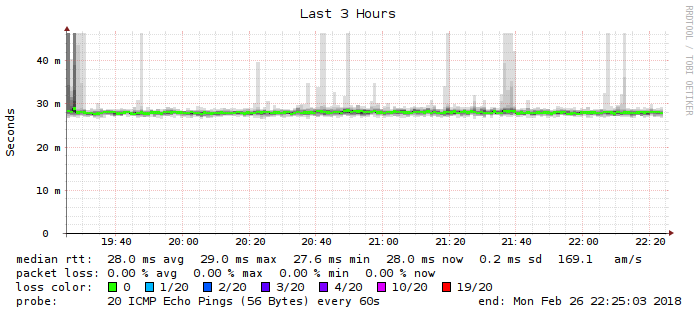 Last 3 Hours
RRDTOOL / TOBI OETIKER
Seconds
40 m
30 m
20 m
10 m
0
19:40 20:00 20:20 20:40 21:00 21:20 21:40 22:00 22:20
median rtt: 28.0 ms avg 29.0 ms max 27.6 ms min 28.0 ms now 0.2 ms sd 169.1 am/s
packet loss: 0.00 % avg 0.00 % max 0.00 % min 0.00 % now
loss color: 0 1/20 2/20 3/20 4/20 10/20 19/20
probe: 20 ICMP Echo Pings (56 Bytes) every 60s end: Mon Feb 26 22:25:03 2018